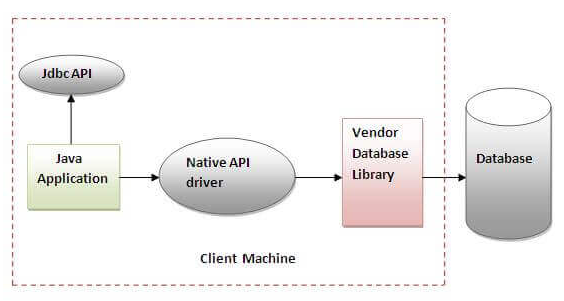 Jdbc API
Java
Application
Native API
driver
Vendor
Database
Library
Database
Client Machine